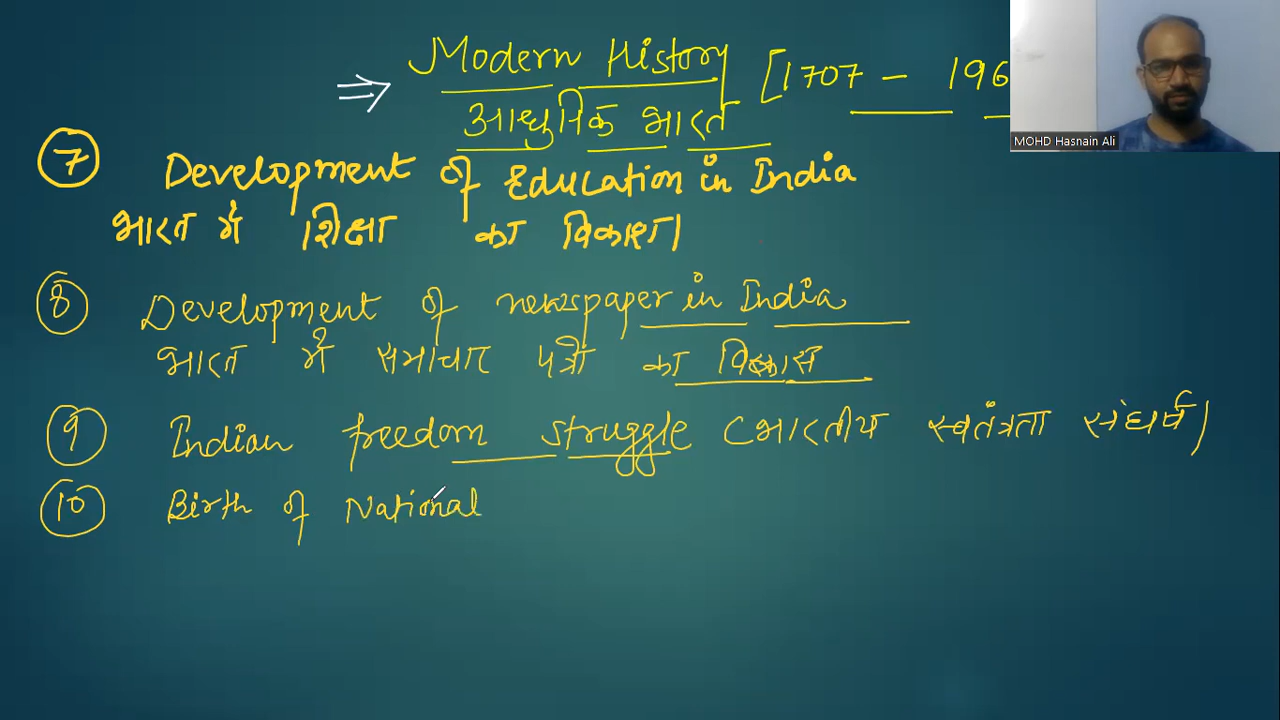 ⇒ Modern History [1707 - 196
आधुनिक भारत
MOHD Hasnain Ali
7 Development of Education in India
भारत में शिक्षा का विकास।
8 Development of newspaper in India
भारत में समाचार पत्रों का विकास
9 Indian freedom struggle (भारतीय स्वतंत्रता संघर्ष)
10 Birth of National